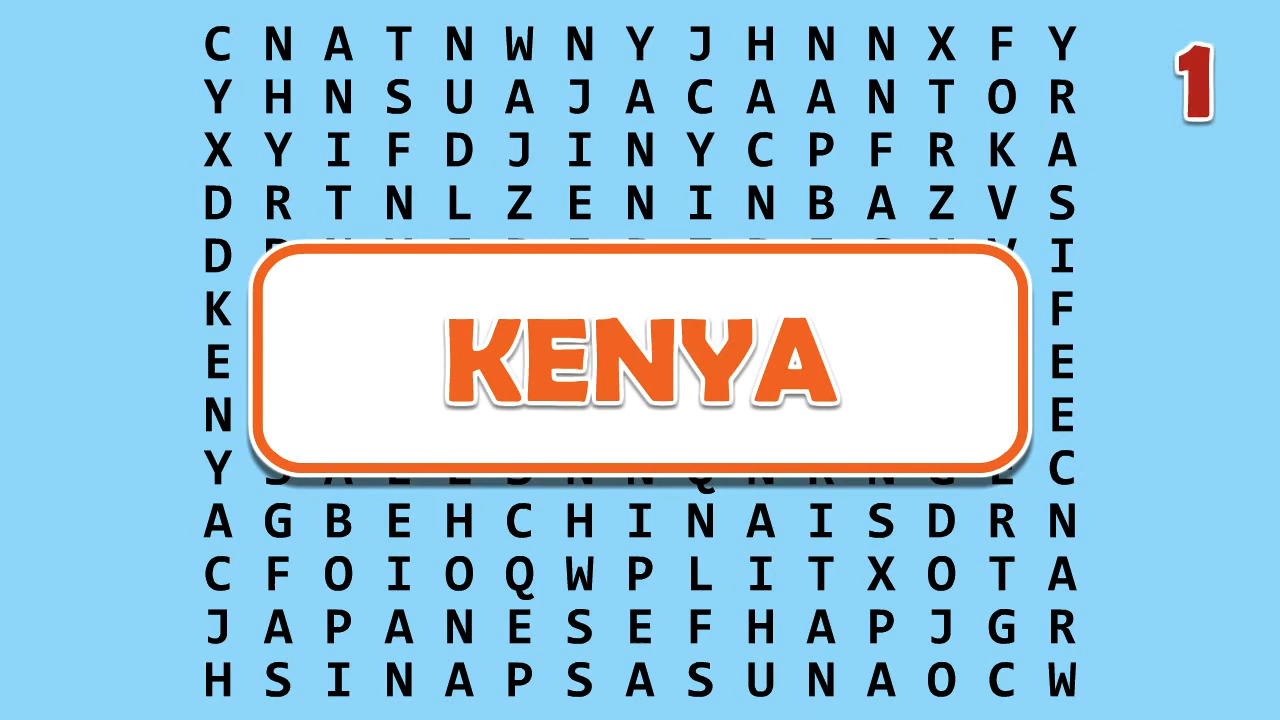 C N A T N W N Y J H N N X F Y
1
Y H N S U A J A C A A N T O R
X Y I F D J I N Y C P F R K A
D R T N L Z E N I N B A Z V S
D I
K F
KENYA
E E
N E
Y C
A G B E H C H I N A I S D R N
C F O I O Q W P L I T X O T A
J A P A N E S E F H A P J G R
H S I N A P S A S U N A O C W